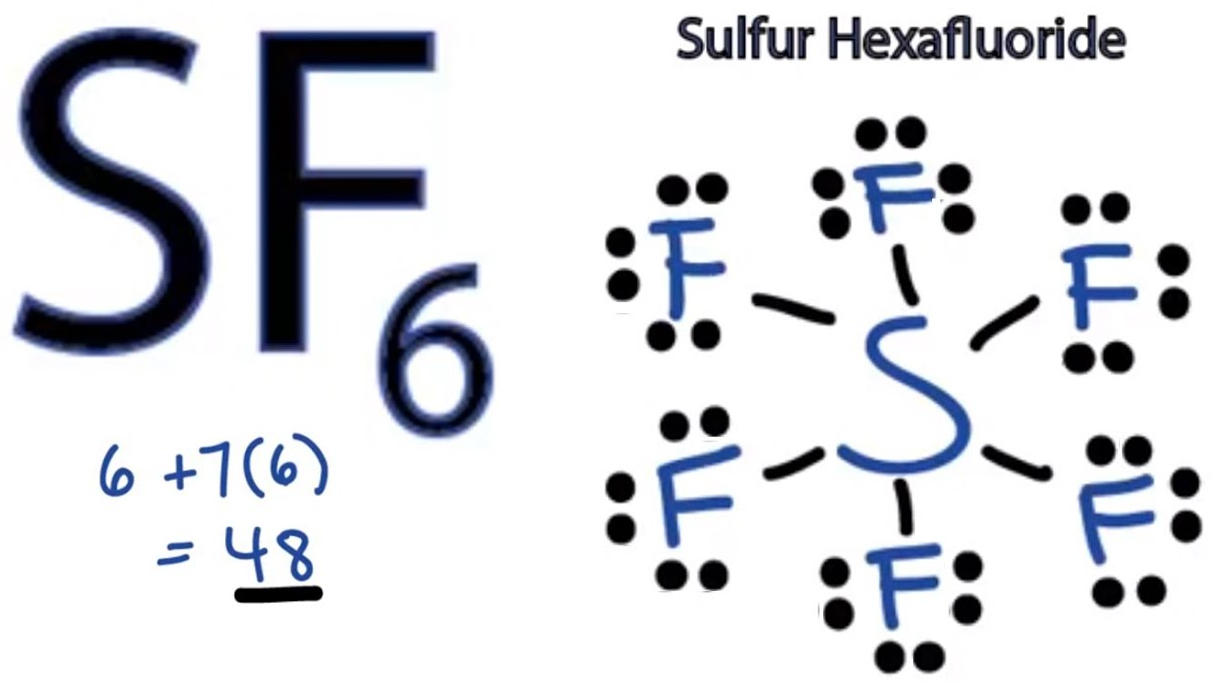 SF₆
6 + 7(6)
= 48
Sulfur Hexafluoride
F
F
F
S
F
F
F